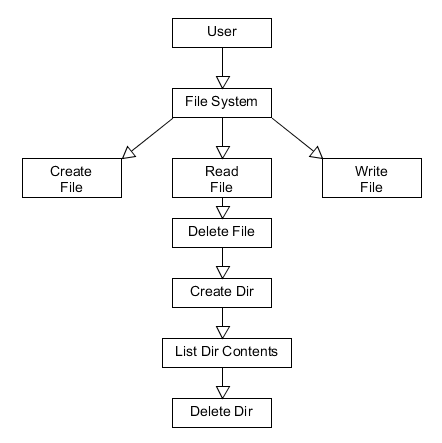 User
File System
Create
File
Read
File
Write
File
Delete File
Create Dir
List Dir Contents
Delete Dir